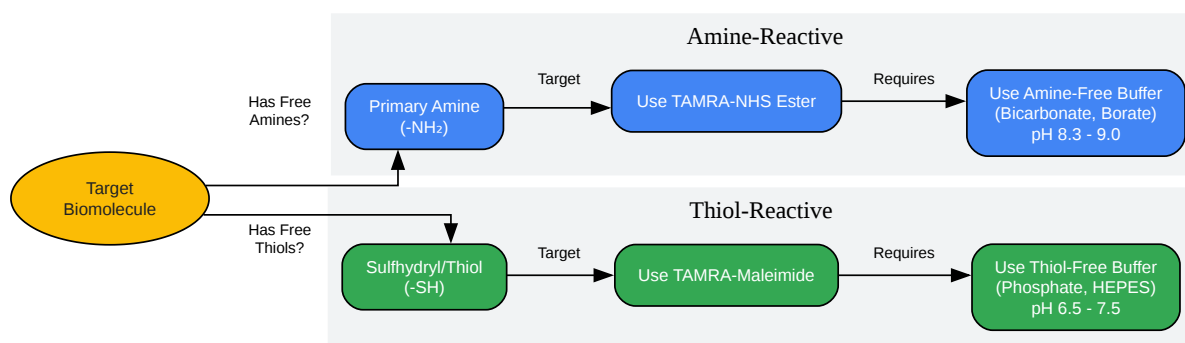 Amine-Reactive
Has Free
Amines?
Primary Amine
(-NH₂)
Target
Use TAMRA-NHS Ester
Requires
Use Amine-Free Buffer
(Bicarbonate, Borate)
pH 8.3 - 9.0
Target
Biomolecule
Thiol-Reactive
Has Free
Thiols?
Sulfhydryl/Thiol
(-SH)
Target
Use TAMRA-Maleimide
Requires
Use Thiol-Free Buffer
(Phosphate, HEPES)
pH 6.5 - 7.5